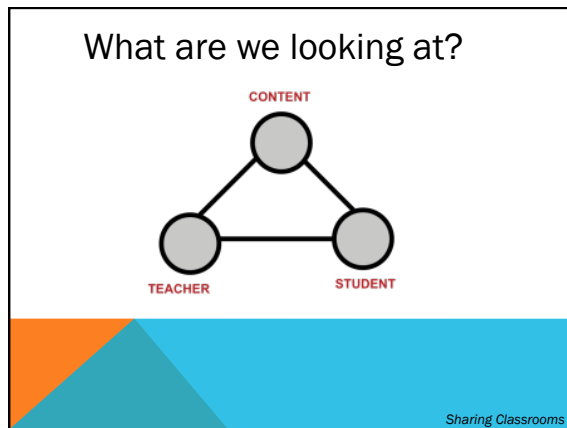 What are we looking at?
CONTENT
TEACHER
STUDENT
Sharing Classrooms